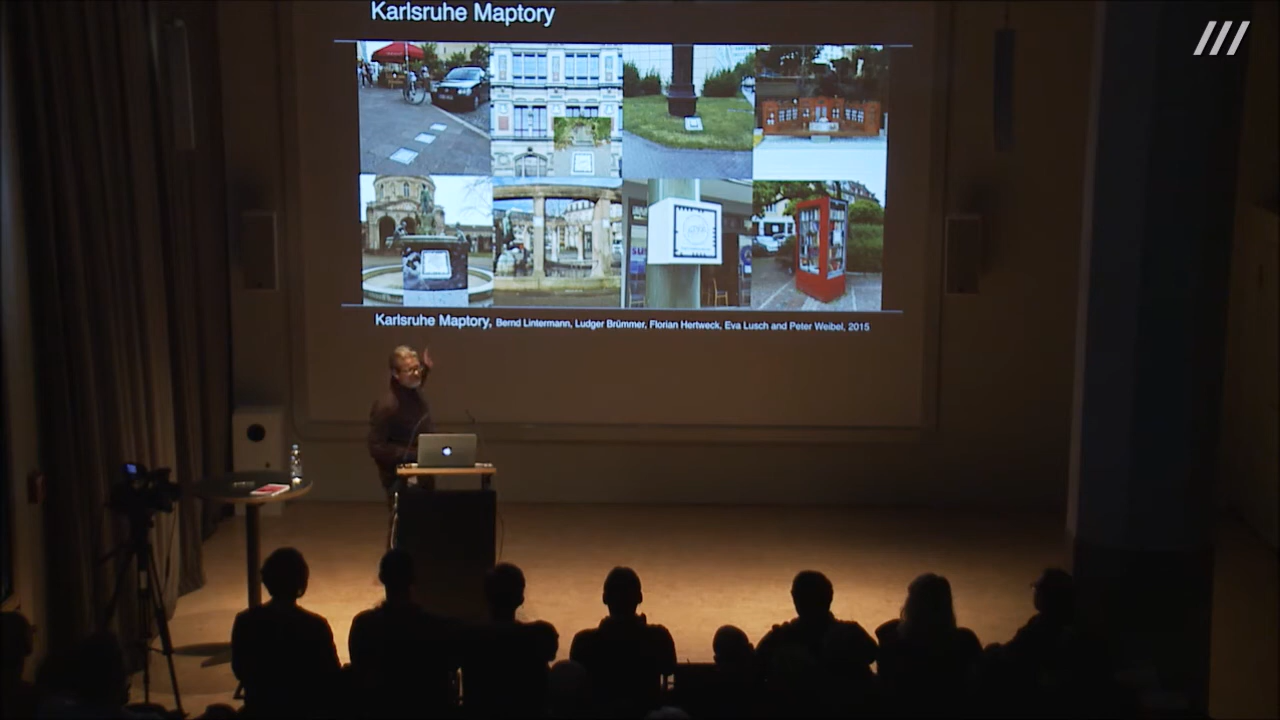 Karlsruhe Maptory
Karlsruhe Maptory, Bernd Lintermann, Ludger Brümmer, Florian Hertweck, Eva Lusch and Peter Weibel, 2015